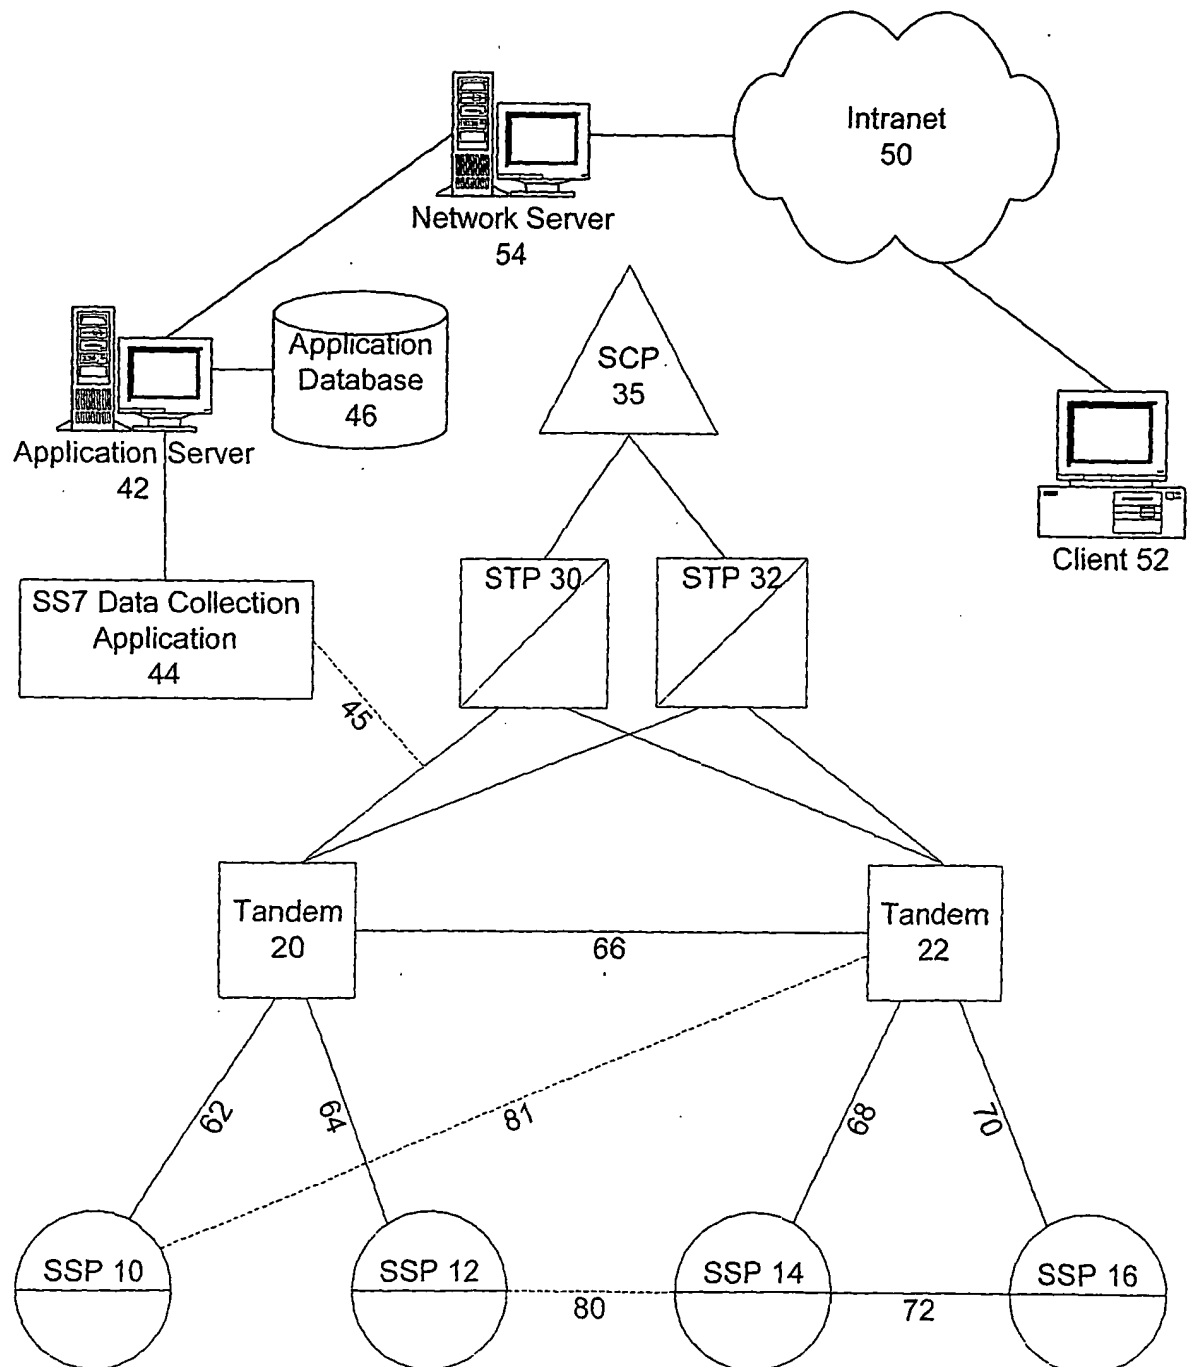 Intranet
50
Network Server
54
Application
Database
46
SCP
35
Application Server
42
Client 52
STP 30
STP 32
SS7 Data Collection
Application
44
45
Tandem
20
Tandem
22
66
62
64
81
68
70
SSP 10
SSP 12
SSP 14
SSP 16
80
72